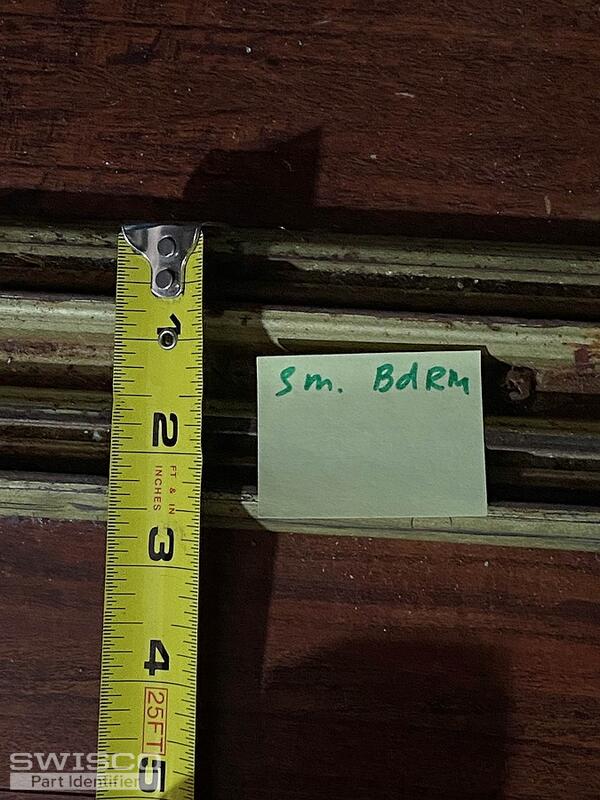 Sm. BdRM
1
2
FT & IN
INCHES
3
4
25FT
5
SWISCO
Part Identifier